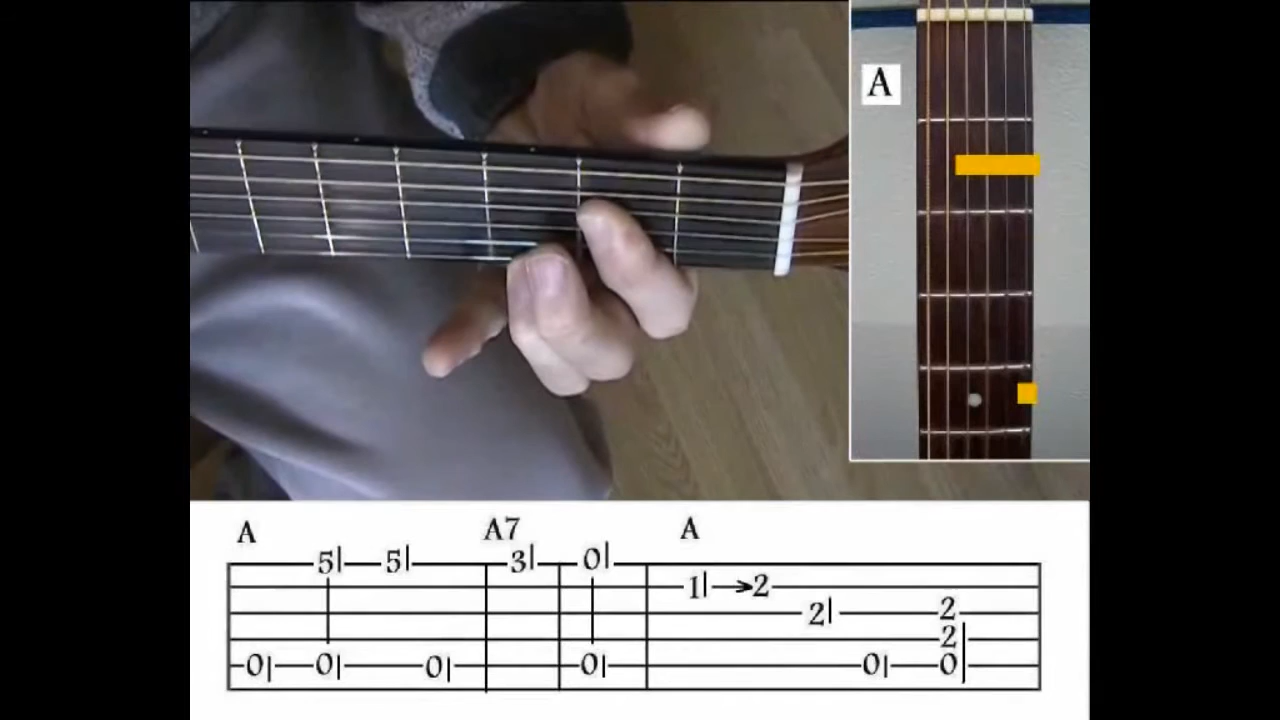 A
A A7 A
5 5 3 0
1 → 2
2 2
2
0 0 0 0 0 0